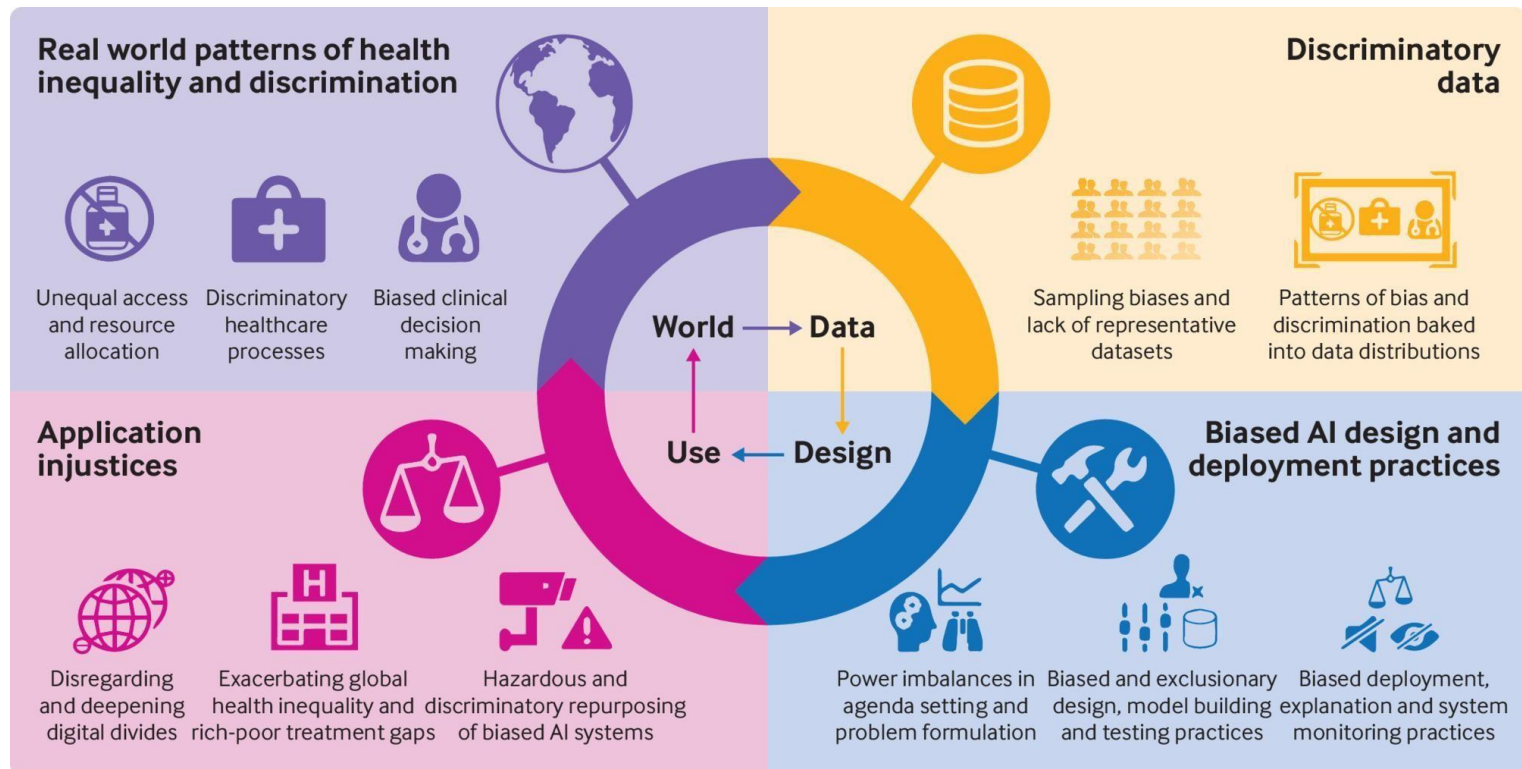 Real world patterns of health
inequality and discrimination
Unequal access
and resource
allocation
Discriminatory
healthcare
processes
Biased clinical
decision
making
Discriminatory
data
Sampling biases and
lack of representative
datasets
Patterns of bias and
discrimination baked
into data distributions
World
Data
Use
Design
Application
injustices
H
Disregarding
and deepening
digital divides
Exacerbating global
health inequality and
rich-poor treatment gaps
Hazardous and
discriminatory repurposing
of biased AI systems
Biased AI design and
deployment practices
Power imbalances in
agenda setting and
problem formulation
Biased and exclusionary
design, model building
and testing practices
Biased deployment,
explanation and system
monitoring practices